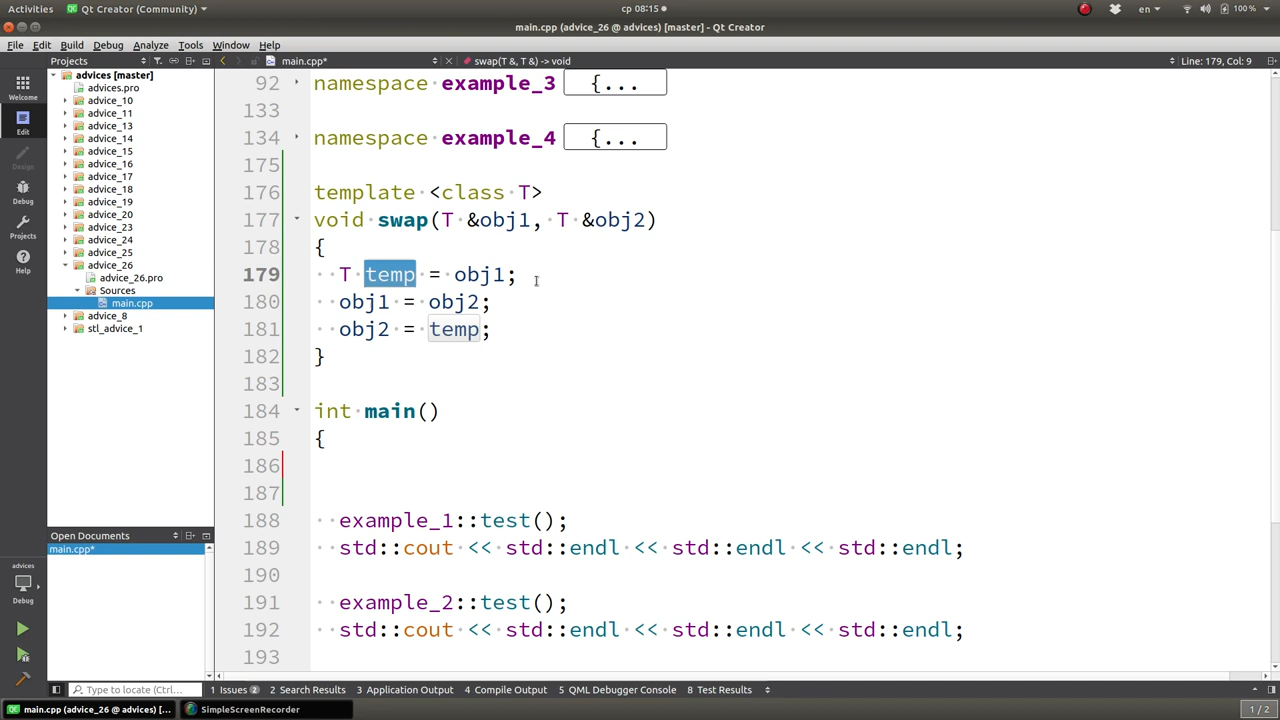 Activities Qt Creator (Community) ср 08:15 en 100 %
main.cpp (advice_26 @ advices) [master] - Qt Creator
File Edit Build Debug Analyze Tools Window Help
Projects main.cpp* swap(T &, T &) -> void Line: 179, Col: 9
advices [master]
advices.pro
advice_10
advice_11
advice_13
advice_14
advice_15
advice_16
advice_17
advice_18
advice_19
advice_20
advice_23
advice_24
advice_25
advice_26
advice_26.pro
Sources
main.cpp
advice_8
stl_advice_1
Open Documents
main.cpp*
Welcome
Edit
Design
Debug
Projects
Help
advices
Debug
92 namespace example_3 {...
133
134 namespace example_4 {...
175
176 template <class T>
177 void swap(T &obj1, T &obj2)
178 {
179 T temp = obj1;
180 obj1 = obj2;
181 obj2 = temp;
182 }
183
184 int main()
185 {
186
187
188 example_1::test();
189 std::cout << std::endl << std::endl << std::endl;
190
191 example_2::test();
192 std::cout << std::endl << std::endl << std::endl;
193
Type to locate (Ctrl... 1 Issues 2 2 Search Results 3 Application Output 4 Compile Output 5 QML Debugger Console 8 Test Results
main.cpp (advice_26 @ advices) [... SimpleScreenRecorder 1 / 2